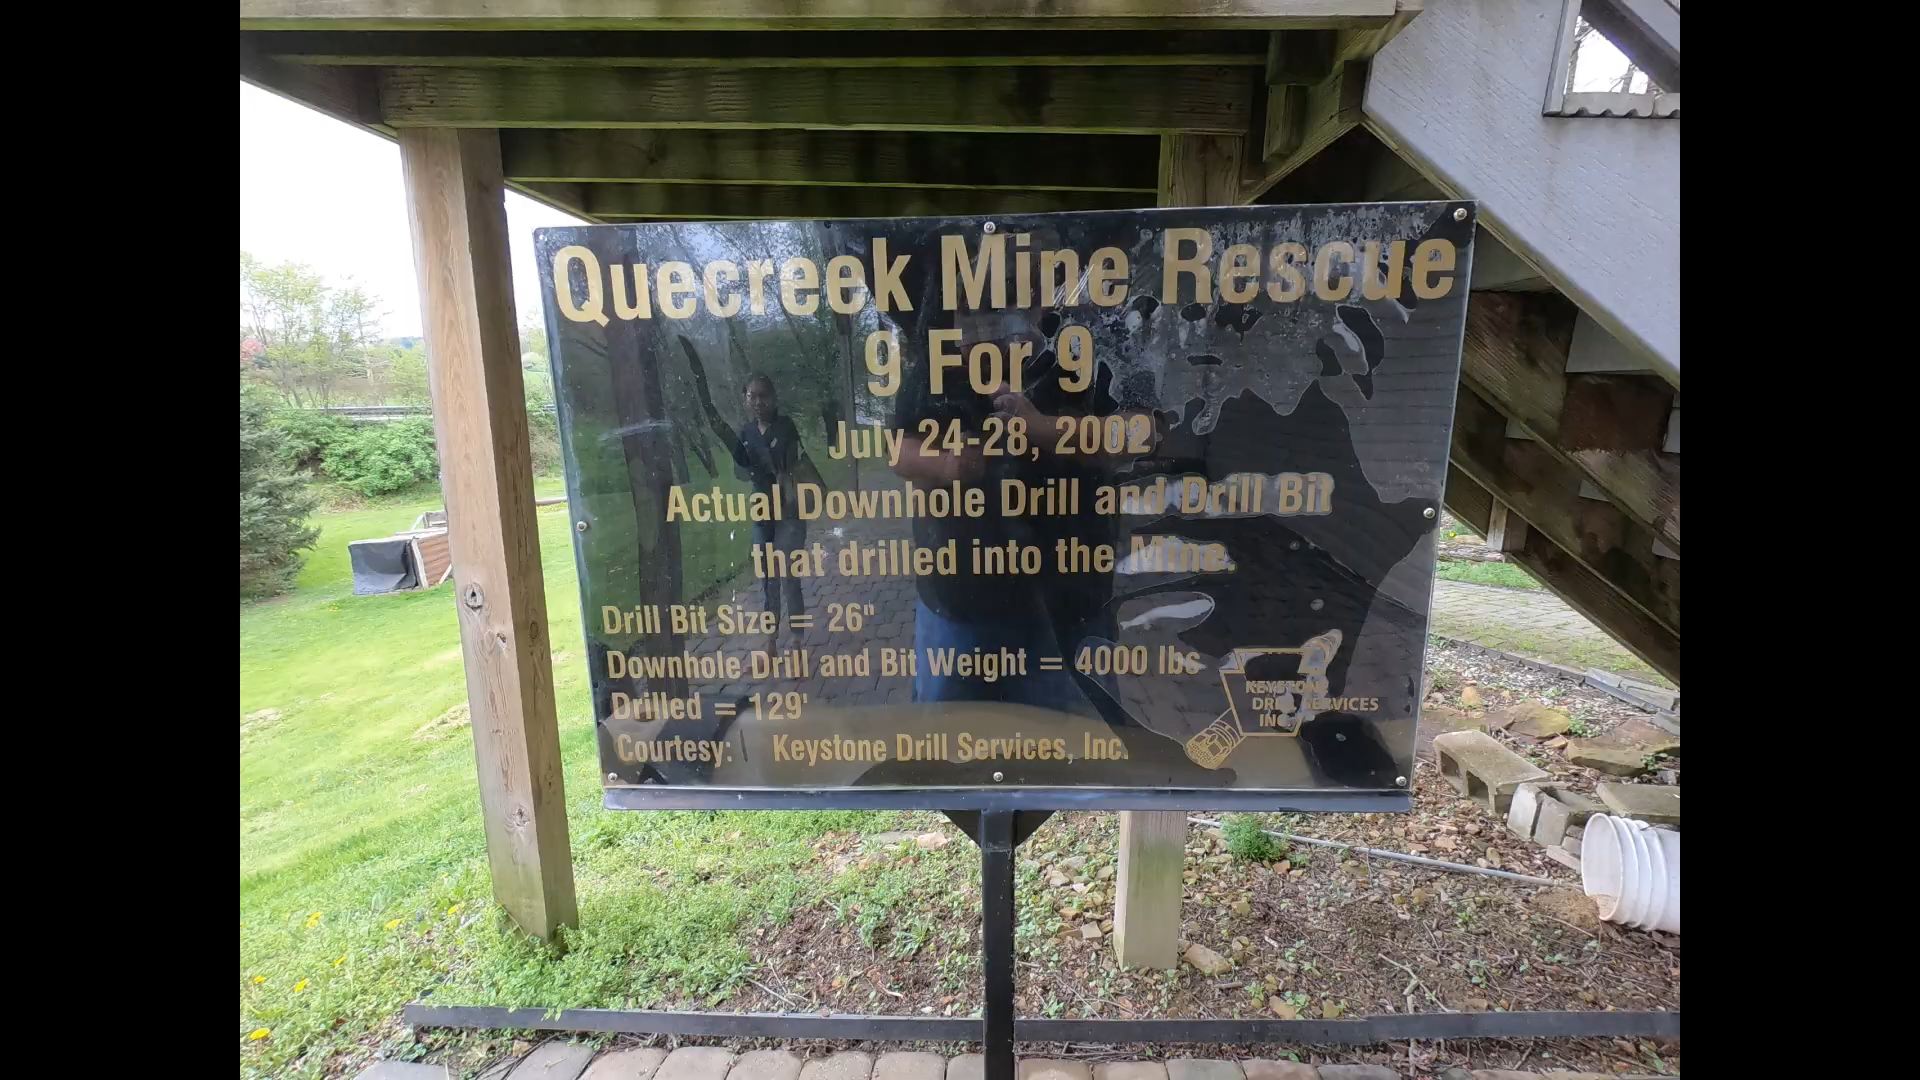 Quecreek Mine Rescue
9 For 9
July 24-28, 2002
Actual Downhole Drill and Drill Bit
that drilled into the Mine.
Drill Bit Size = 26"
Downhole Drill and Bit Weight = 4000 lbs
Drilled = 129'
Courtesy: Keystone Drill Services, Inc.
KEYSTONE
DRILL SERVICES
INC.